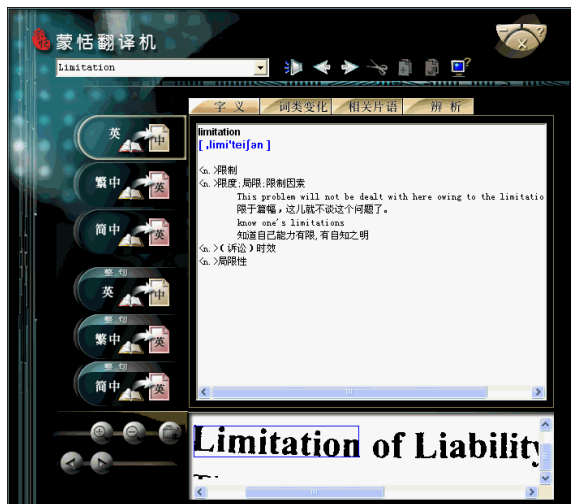 蒙恬翻译机
Limitation
字 义 词类变化 相关片语 辨 析
英 中
繁中 英
简中 英
整 句
英 中
整 句
繁中 英
整 句
简中 英
limitation
[ ,limi'teiʃən ]
<n. >限制
<n. >限度;局限;限制因素
This problem will not be dealt with here owing to the limitatio
限于篇幅，这儿就不谈这个问题了。
know one's limitations
知道自己能力有限,有自知之明
<n. >(诉讼)时效
<n. >局限性
Limitation of Liability